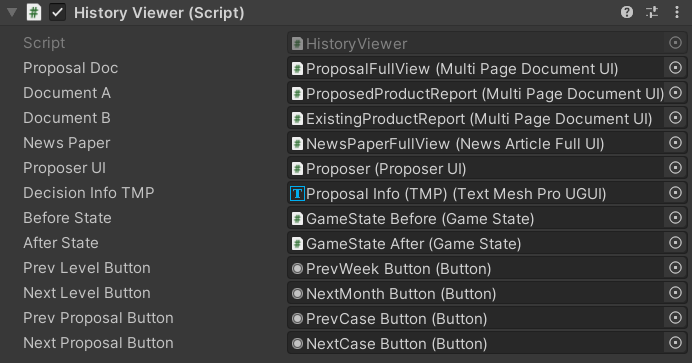 History Viewer (Script)
Script HistoryViewer
Proposal Doc ProposalFullView (Multi Page Document UI)
Document A ProposedProductReport (Multi Page Document UI)
Document B ExistingProductReport (Multi Page Document UI)
News Paper NewsPaperFullView (News Article Full UI)
Proposer UI Proposer (Proposer UI)
Decision Info TMP Proposal Info (TMP) (Text Mesh Pro UGUI)
Before State GameState Before (Game State)
After State GameState After (Game State)
Prev Level Button PrevWeek Button (Button)
Next Level Button NextMonth Button (Button)
Prev Proposal Button PrevCase Button (Button)
Next Proposal Button NextCase Button (Button)